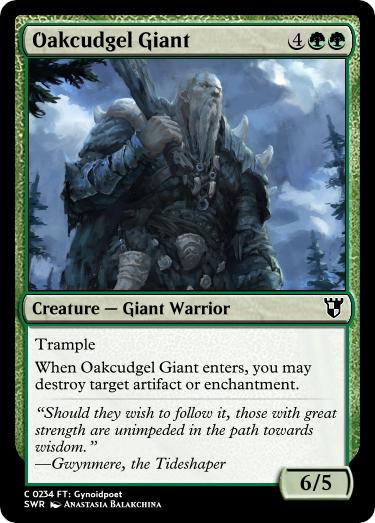 Oakcudgel Giant 4
Creature — Giant Warrior
Trample
When Oakcudgel Giant enters, you may
destroy target artifact or enchantment.
“Should they wish to follow it, those with great
strength are unimpeded in the path towards
wisdom.”
—Gwynmere, the Tideshaper
6/5
C 0234 FT: Gynoidpoet
SWR Anastasia Balakchina